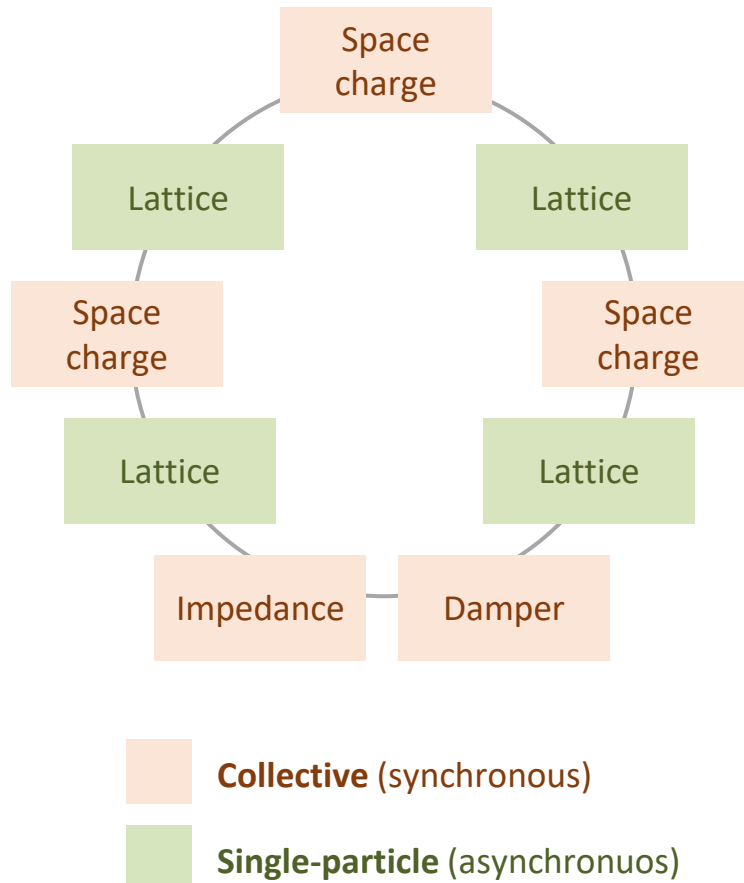 Space
charge
Lattice
Lattice
Space
charge
Space
charge
Lattice
Lattice
Impedance
Damper
Collective (synchronous)
Single-particle (asynchronuos)